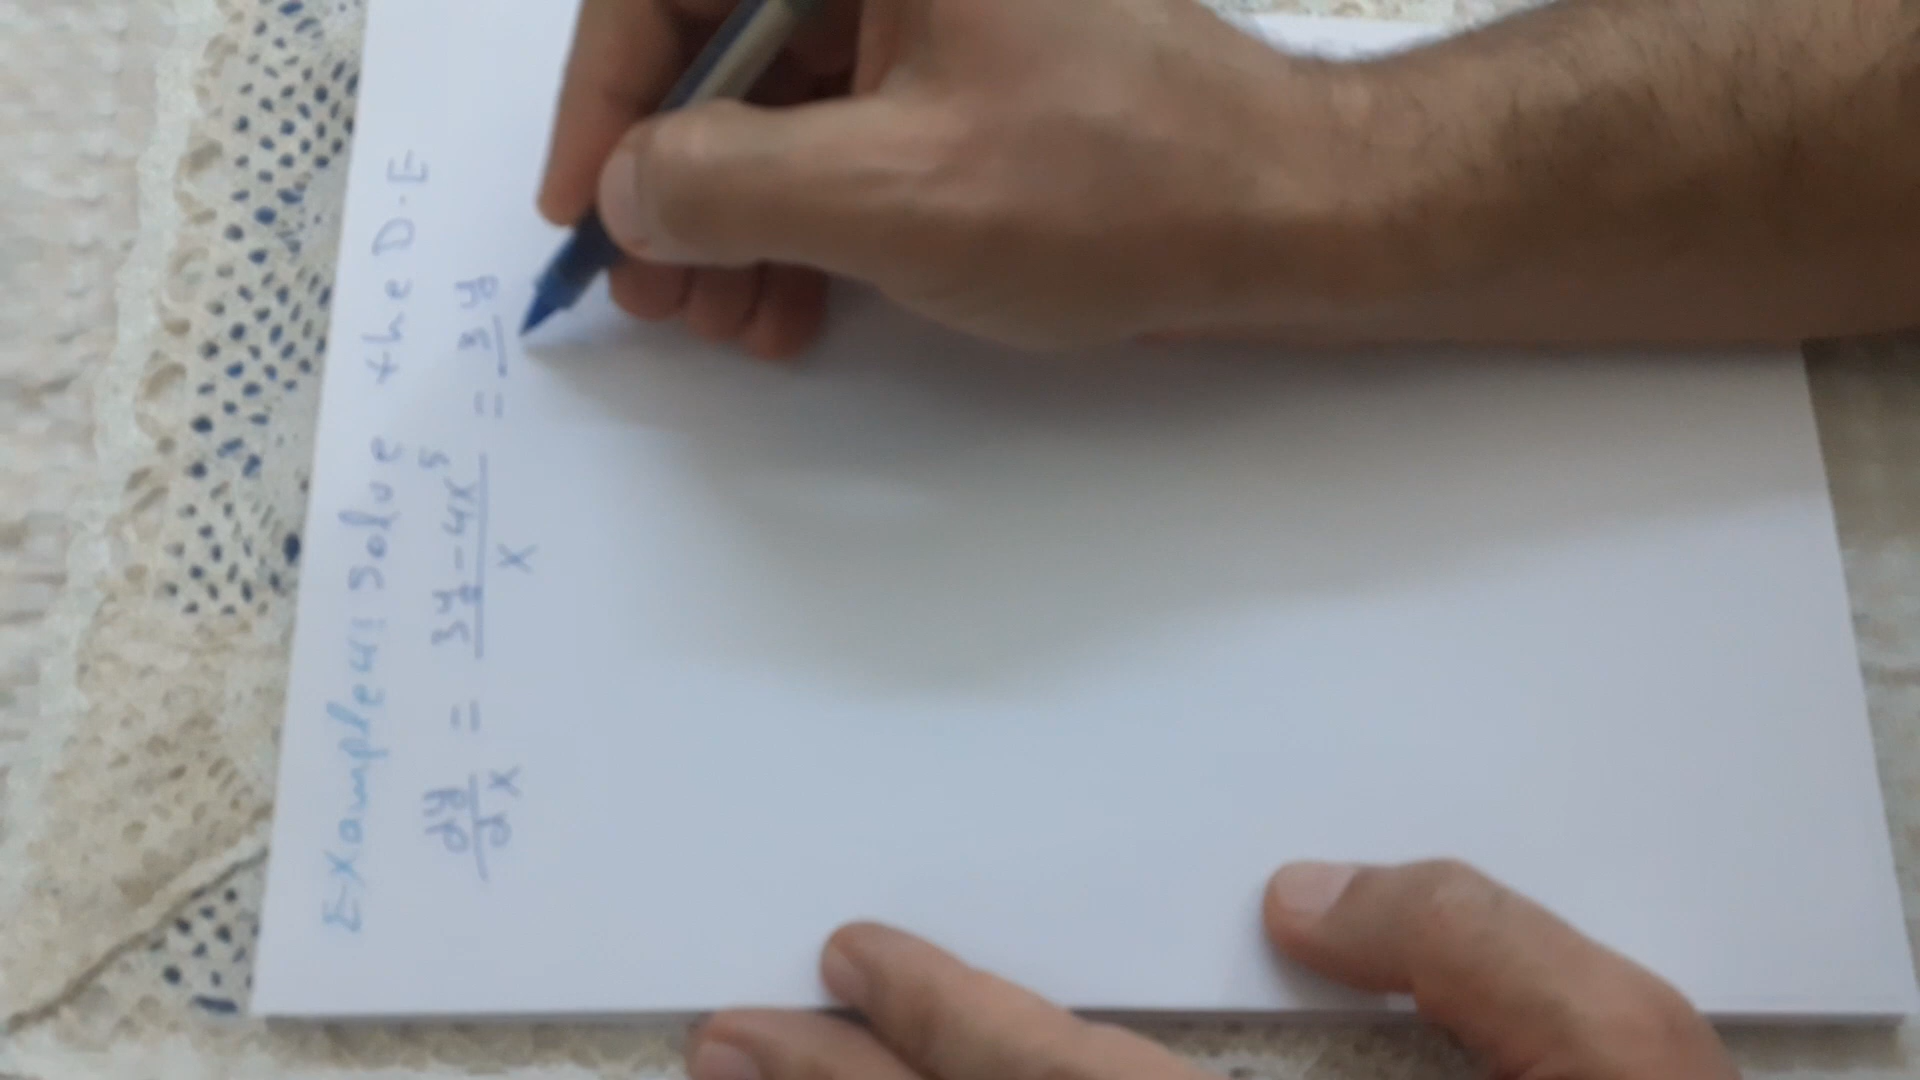 Example 4: Solve the D.E
dy/dx = 3y-4x^5/x = 3y